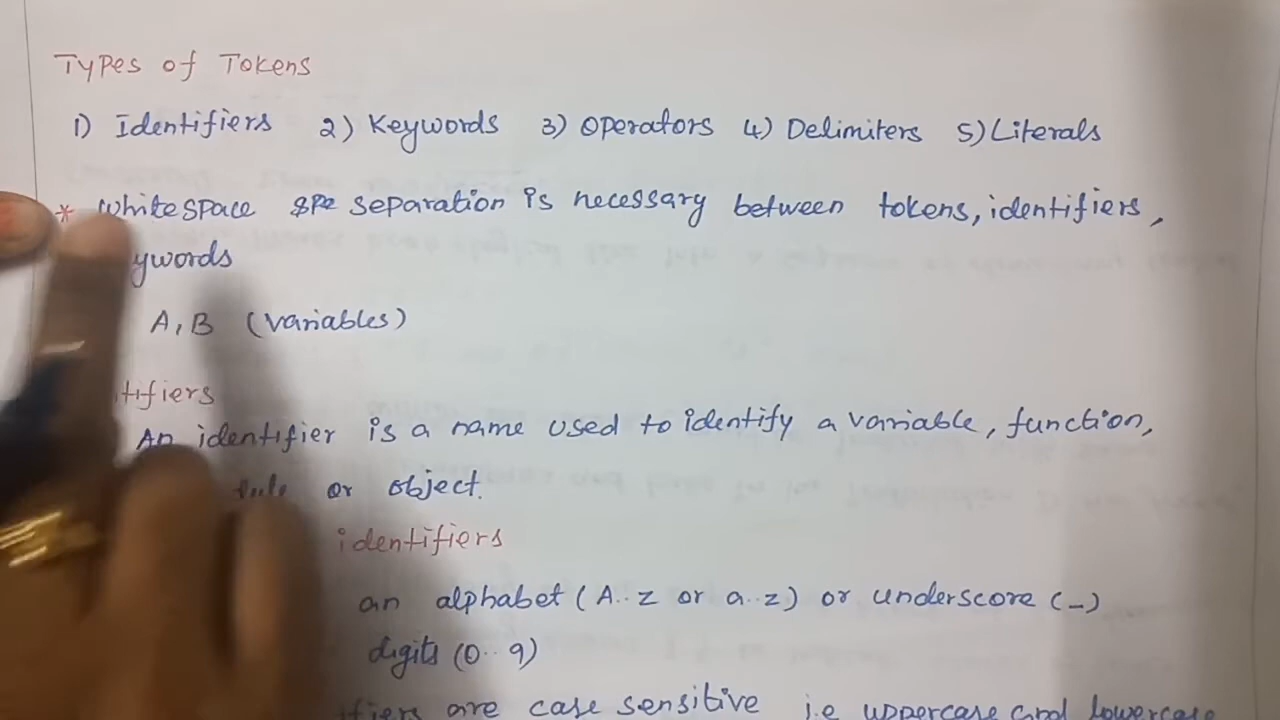 Types of Tokens
1) Identifiers 2) Keywords 3) Operators 4) Delimiters 5) Literals
* Whitespace spe separation is necessary between tokens, identifiers,
ywords
A, B (variables)
tifiers
An identifier is a name used to identify a variable, function,
or object.
identifiers
an alphabet (A..Z or a..z) or underscore (_)
digits (0..9)
tifiers are case sensitive i.e uppercase and lowercase